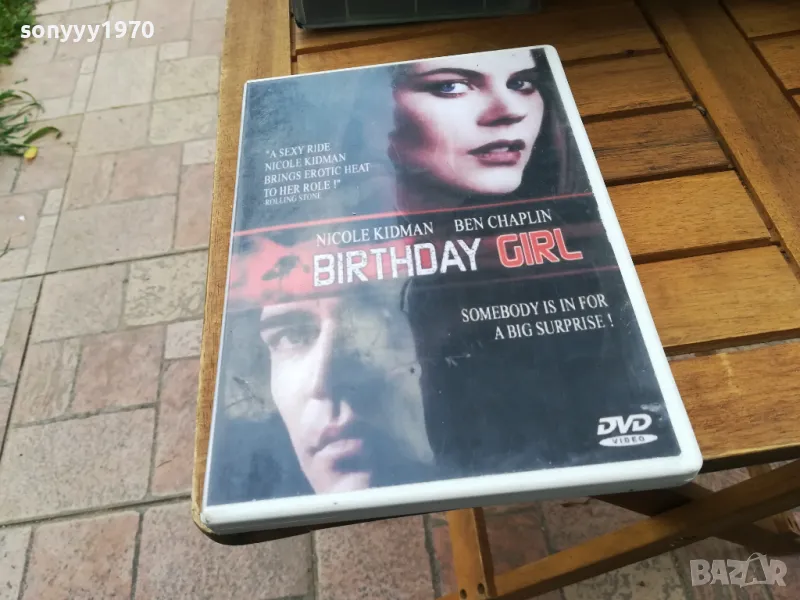 sonyyy1970
"A SEXY RIDE
NICOLE KIDMAN
BRINGS EROTIC HEAT
TO HER ROLE !"
ROLLING STONE
NICOLE KIDMAN BEN CHAPLIN
BIRTHDAY GIRL
SOMEBODY IS IN FOR
A BIG SURPRISE !
DVD
VIDEO
BAZAR